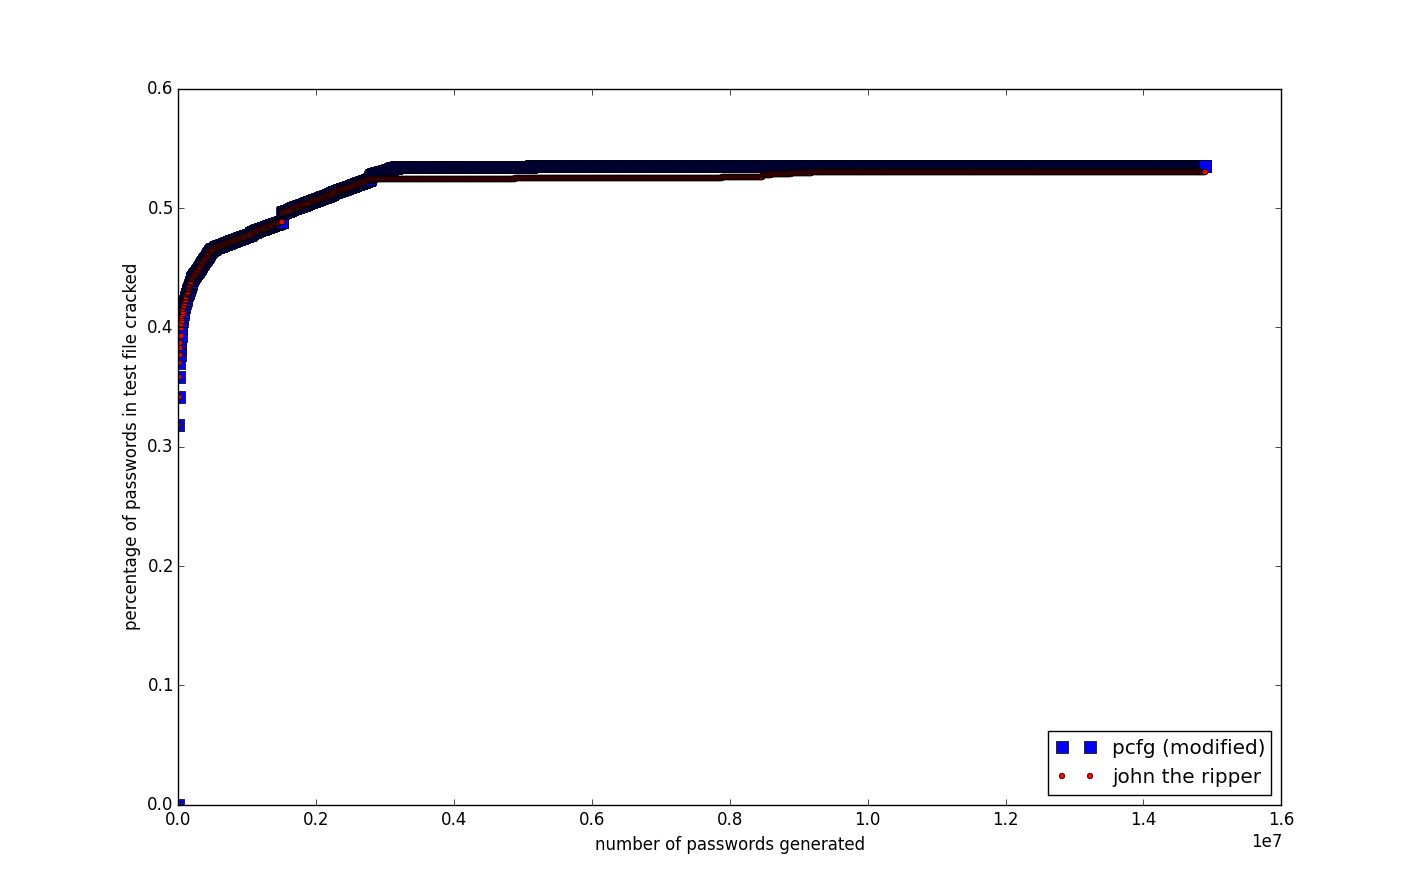 0.6
0.5
0.4
0.3
0.2
0.1
0.0
percentage of passwords in test file cracked
pcfg (modified)
john the ripper
0.0 0.2 0.4 0.6 0.8 1.0 1.2 1.4 1.6
1e7
number of passwords generated